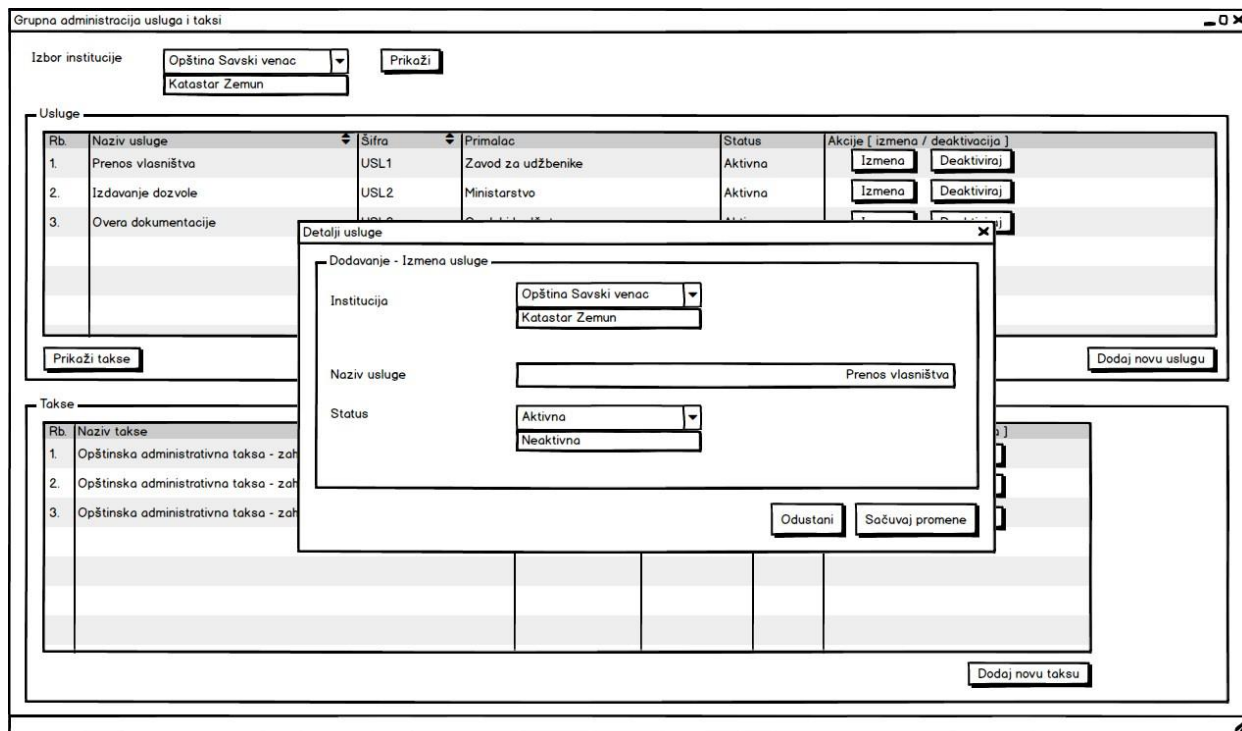 Grupna administracija usluga i taksi
Izbor institucije
Opština Savski venac
Prikaži
Katastar Zemun
Usluge
Rb. Naziv usluge Šifra Primalac Status Akcije [ izmena / deaktivacija ]
1. Prenos vlasništva USL1 Zavod za udžbenike Aktivna Izmena Deaktiviraj
2. Izdavanje dozvole USL2 Ministarstvo Aktivna Izmena Deaktiviraj
3. Overa dokumentacije
Prikaži takse
Dodaj novu uslugu
Detalji usluge
Dodavanje - Izmena usluge
Institucija
Opština Savski venac
Katastar Zemun
Naziv usluge
Prenos vlasništva
Status
Aktivna
Neaktivna
Odustani
Sačuvaj promene
Takse
Rb. Naziv takse
1. Opštinska administrativna taksa - zah
2. Opštinska administrativna taksa - zah
3. Opštinska administrativna taksa - zah
Dodaj novu taksu